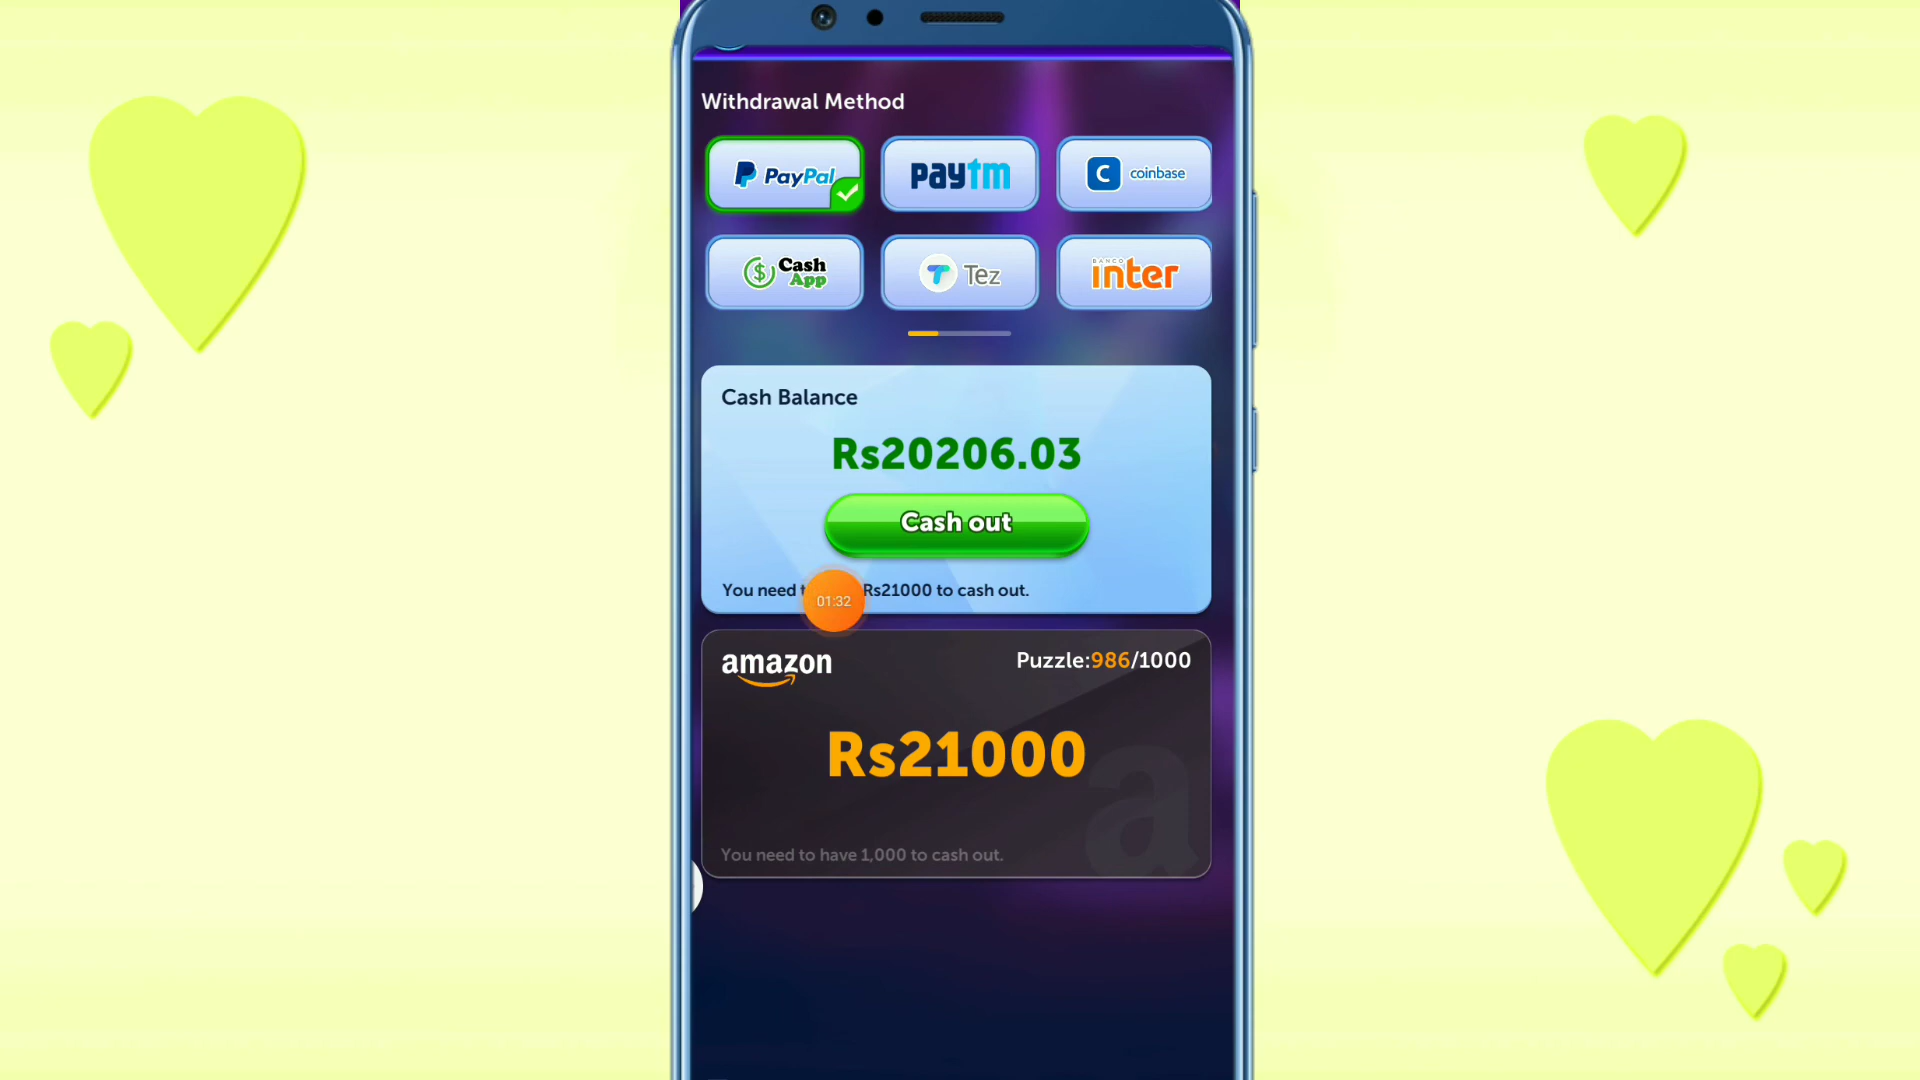 Withdrawal Method
PayPal
paytm
C coinbase
$ Cash App
Tez
BANCO inter
Cash Balance
Rs20206.03
Cash out
You need Rs21000 to cash out.
01:32
amazon
Puzzle:986/1000
Rs21000
You need to have 1,000 to cash out.